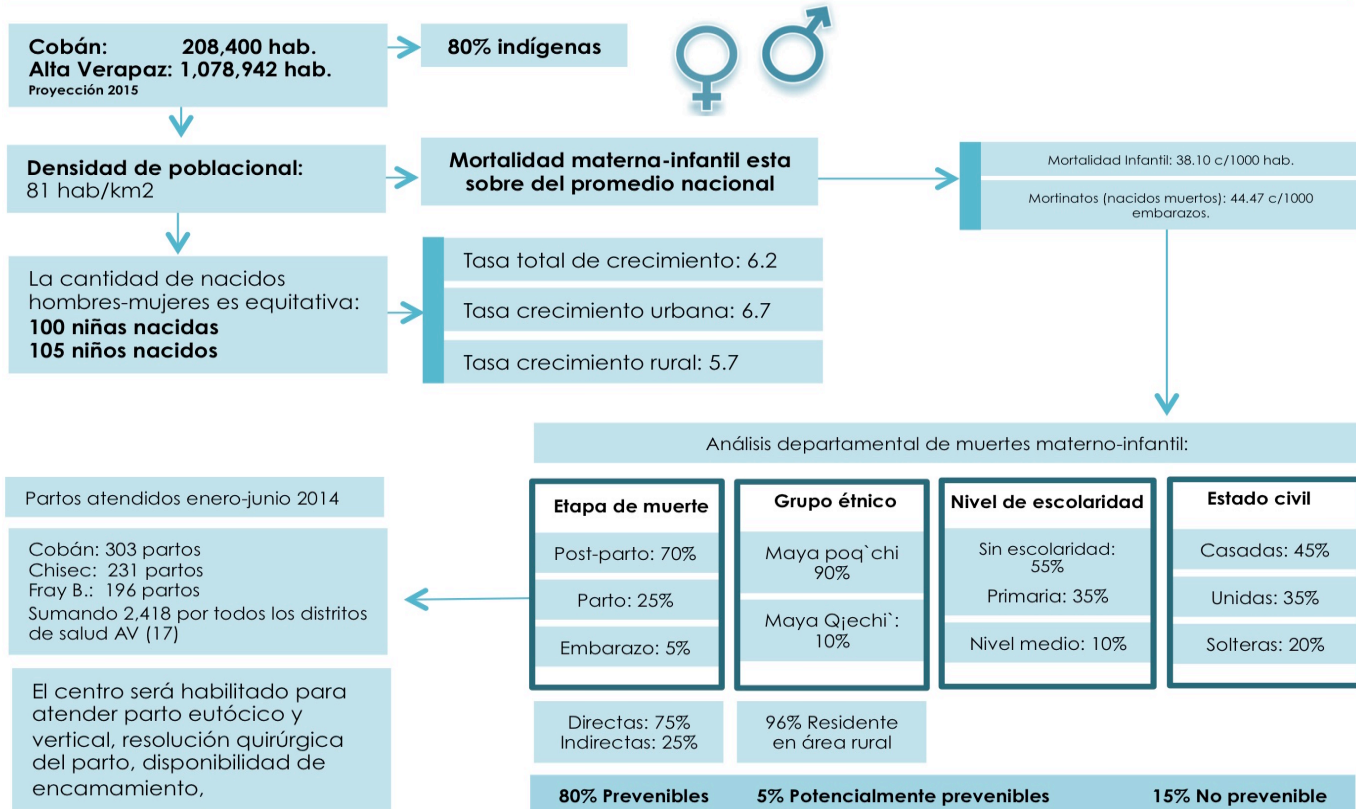 Cobán: 208,400 hab.
Alta Verapaz: 1,078,942 hab.
Proyección 2015
80% indígenas
Densidad de poblacional:
81 hab/km2
Mortalidad materna-infantil esta
sobre del promedio nacional
Mortalidad Infantil: 38.10 c/1000 hab.
Mortinatos (nacidos muertos): 44.47 c/1000
embarazos.
La cantidad de nacidos
hombres-mujeres es equitativa:
100 niñas nacidas
105 niños nacidos
Tasa total de crecimiento: 6.2
Tasa crecimiento urbana: 6.7
Tasa crecimiento rural: 5.7
Análisis departamental de muertes materno-infantil:
Etapa de muerte
Post-parto: 70%
Parto: 25%
Embarazo: 5%
Directas: 75%
Indirectas: 25%
Grupo étnico
Maya poq`chi
90%
Maya Q¡echi`:
10%
96% Residente
en área rural
Nivel de escolaridad
Sin escolaridad:
55%
Primaria: 35%
Nivel medio: 10%
Estado civil
Casadas: 45%
Unidas: 35%
Solteras: 20%
80% Prevenibles 5% Potencialmente prevenibles 15% No prevenible
Partos atendidos enero-junio 2014
Cobán: 303 partos
Chisec: 231 partos
Fray B.: 196 partos
Sumando 2,418 por todos los distritos
de salud AV (17)
El centro será habilitado para
atender parto eutócico y
vertical, resolución quirúrgica
del parto, disponibilidad de
encamamiento,